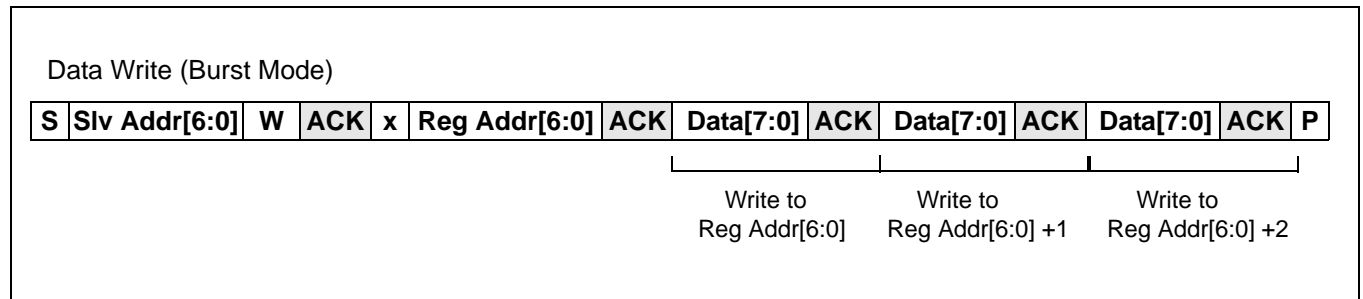 Data Write (Burst Mode)
S Slv Addr[6:0] W ACK x Reg Addr[6:0] ACK Data[7:0] ACK Data[7:0] ACK Data[7:0] ACK P
Write to Write to Write to
Reg Addr[6:0] Reg Addr[6:0] +1 Reg Addr[6:0] +2